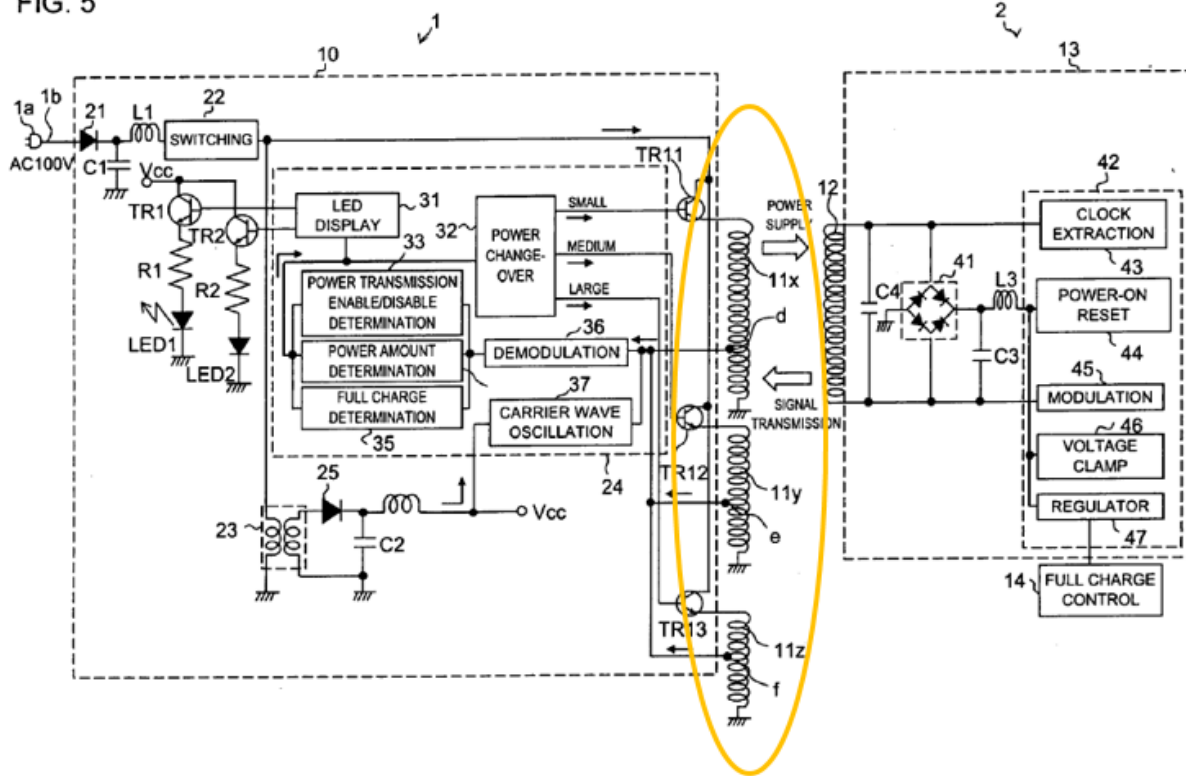 FIG. 5
1
2
10
13
1a
1b
21
L1
22
SWITCHING
AC100V
C1
Vcc
TR1
TR2
R1
R2
LED1
LED2
LED
DISPLAY
31
32
POWER
CHANGE-
OVER
SMALL
MEDIUM
LARGE
33
POWER TRANSMISSION
ENABLE/DISABLE
DETERMINATION
POWER AMOUNT
DETERMINATION
FULL CHARGE
DETERMINATION
35
36
DEMODULATION
37
CARRIER WAVE
OSCILLATION
24
23
25
C2
Vcc
TR11
11x
d
TR12
11y
e
TR13
11z
f
POWER
SUPPLY
SIGNAL
TRANSMISSION
12
C4
41
L3
C3
42
CLOCK
EXTRACTION
43
POWER-ON
RESET
44
45
MODULATION
46
VOLTAGE
CLAMP
REGULATOR
47
14
FULL CHARGE
CONTROL